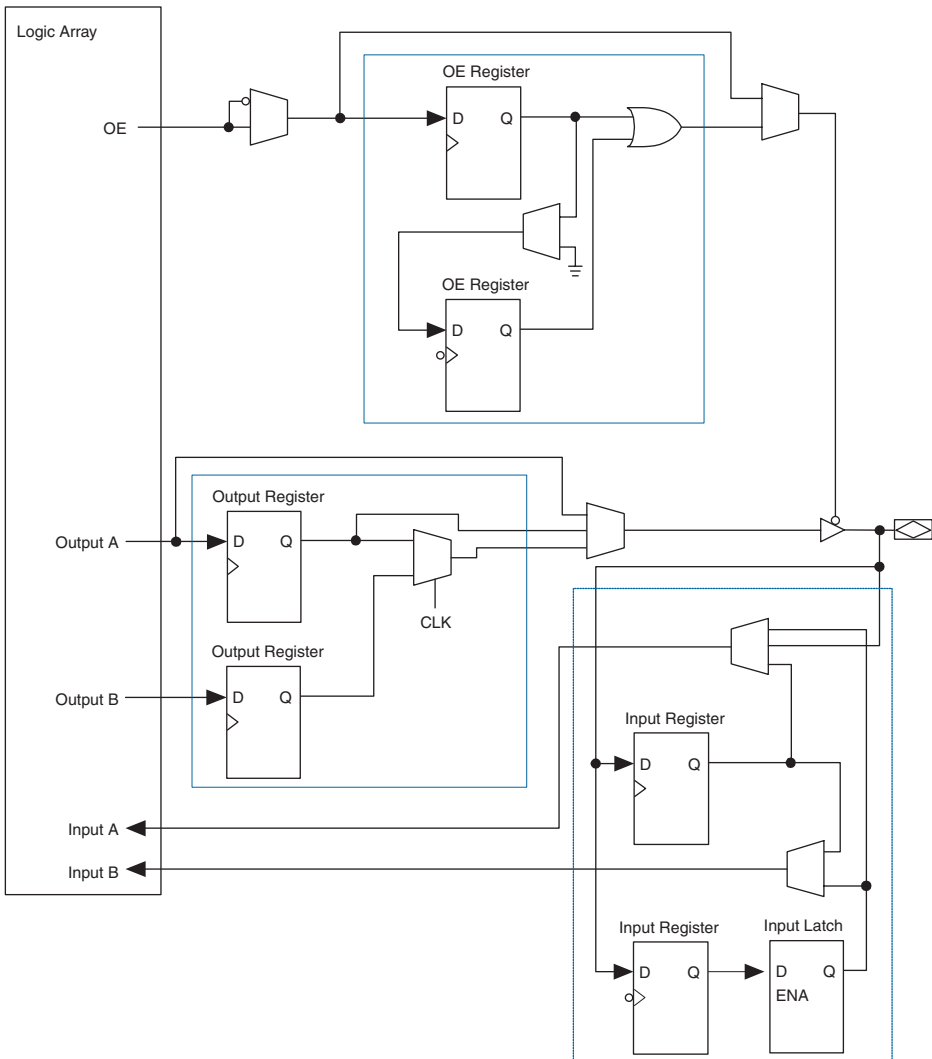 Logic Array
OE Register
OE
D Q
OE Register
D Q
Output Register
Output A
D Q
CLK
Output Register
Output B
D Q
Input Register
D Q
Input A
Input B
Input Register
Input Latch
D Q
D Q
ENA